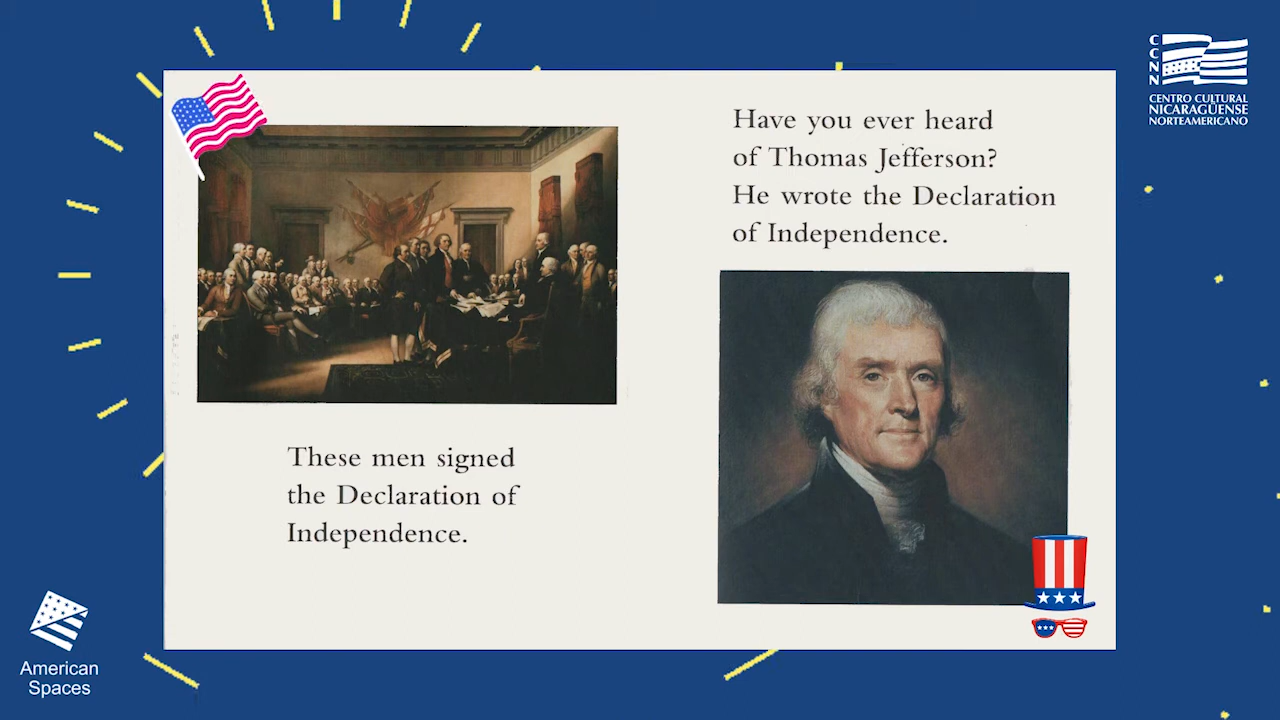 These men signed
the Declaration of
Independence.
Have you ever heard
of Thomas Jefferson?
He wrote the Declaration
of Independence.
CCNN
CENTRO CULTURAL
NICARAGÜENSE
NORTEAMERICANO
American
Spaces